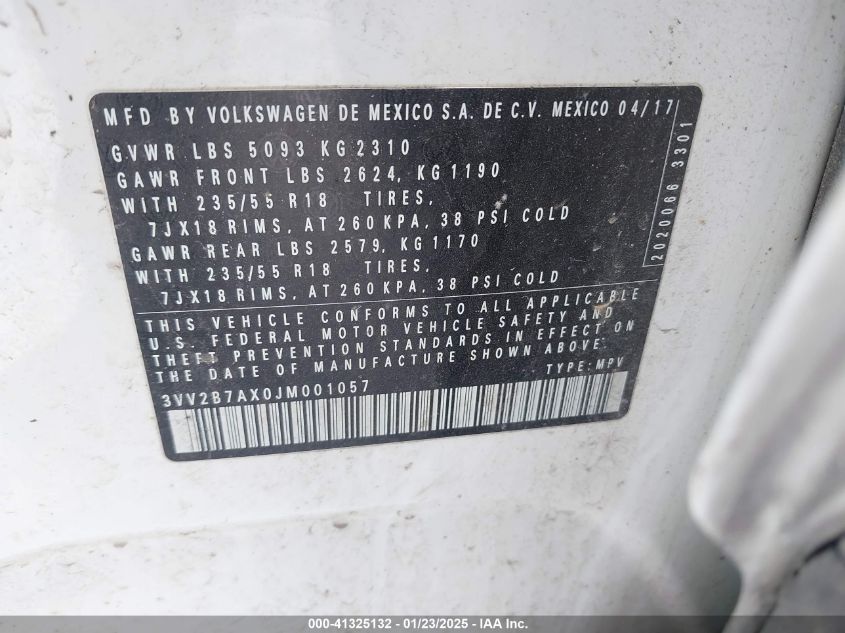 MFD BY VOLKSWAGEN DE MEXICO S.A. DE C.V. MEXICO 04/17
GVWR LBS 5093 KG 2310
GAWR FRONT LBS 2624, KG 1190
WITH 235/55 R18 TIRES,
7JX18 RIMS, AT 260 KPA, 38 PSI COLD
GAWR REAR LBS 2579, KG 1170
WITH 235/55 R18 TIRES,
7JX18 RIMS, AT 260 KPA, 38 PSI COLD
2020066 3301
THIS VEHICLE CONFORMS TO ALL APPLICABLE
U.S. FEDERAL MOTOR VEHICLE SAFETY AND
THEFT PREVENTION STANDARDS IN EFFECT ON
THE DATE OF MANUFACTURE SHOWN ABOVE.
3VV2B7AX0JM001057 TYPE: MPV
000-41325132 - 01/23/2025 - IAA Inc.